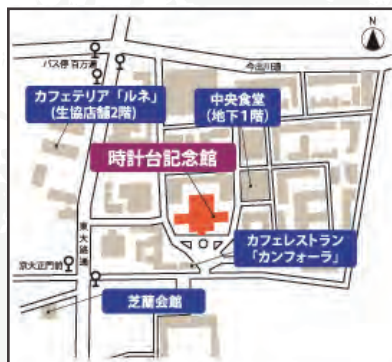 N
バス停 百万遍
今出川通
カフェテリア「ルネ」
(生協店舗2階)
中央食堂
(地下1階)
時計台記念館
東大路通
カフェレストラン
「カンフォーラ」
京大正門前
芝蘭会館